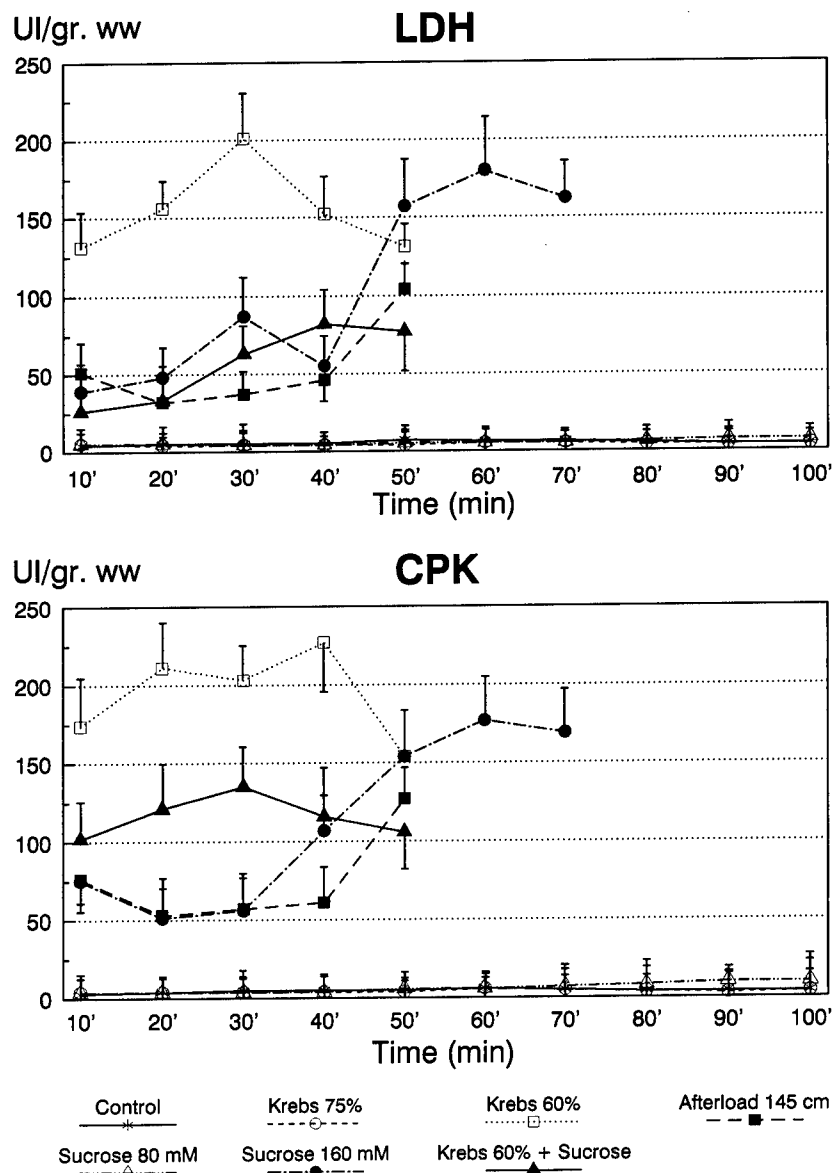 UI/gr. ww
LDH
250
200
150
100
50
0
10' 20' 30' 40' 50' 60' 70' 80' 90' 100'
Time (min)
UI/gr. ww
CPK
250
200
150
100
50
0
10' 20' 30' 40' 50' 60' 70' 80' 90' 100'
Time (min)
Control Krebs 75% Krebs 60% Afterload 145 cm
Sucrose 80 mM Sucrose 160 mM Krebs 60% + Sucrose